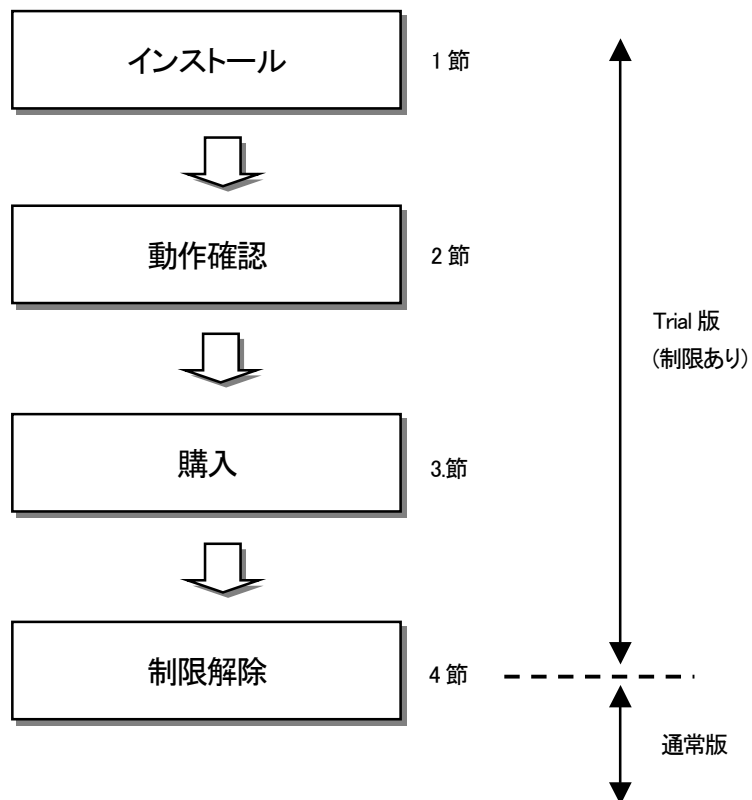 インストール
1 節
動作確認
2 節
Trial 版
(制限あり)
購入
3.節
制限解除
4 節
通常版